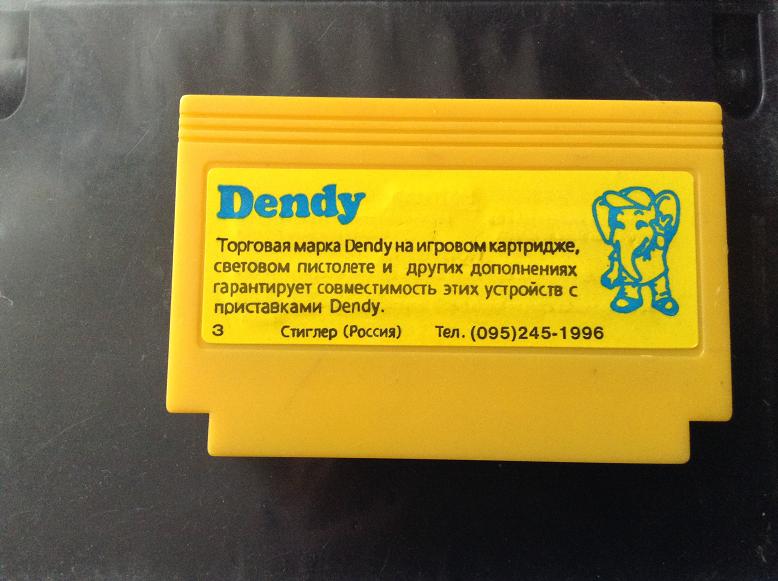 Dendy
Торговая марка Dendy на игровом картридже,
световом пистолете и других дополнениях
гарантирует совместимость этих устройств с
приставками Dendy.
3 Стиглер (Россия) Тел. (095)245-1996